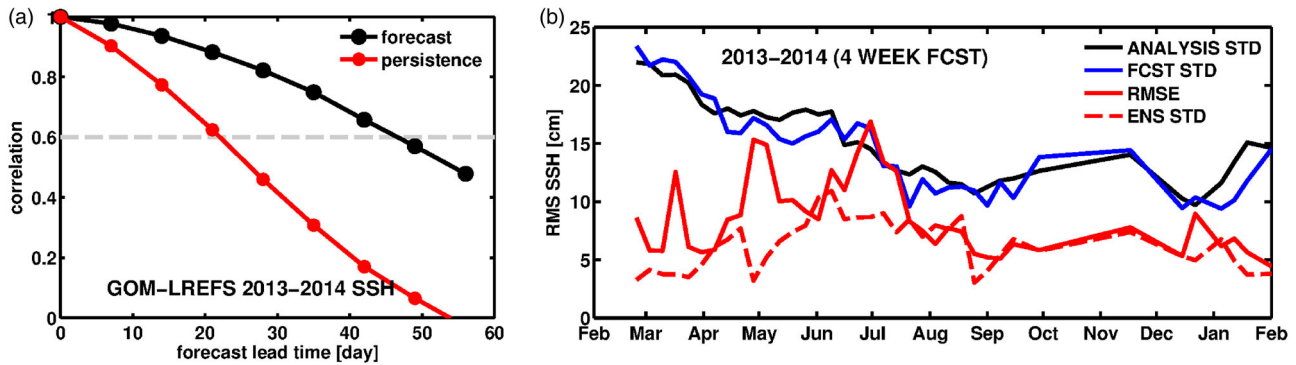 (a)
1
0.8
0.6
0.4
0.2
0
correlation
forecast
persistence
GOM-LREFS 2013-2014 SSH
0 10 20 30 40 50 60
forecast lead time [day]
(b)
25
20
15
10
5
0
RMS SSH [cm]
2013-2014 (4 WEEK FCST)
ANALYSIS STD
FCST STD
RMSE
ENS STD
Feb Mar Apr May Jun Jul Aug Sep Oct Nov Dec Jan Feb